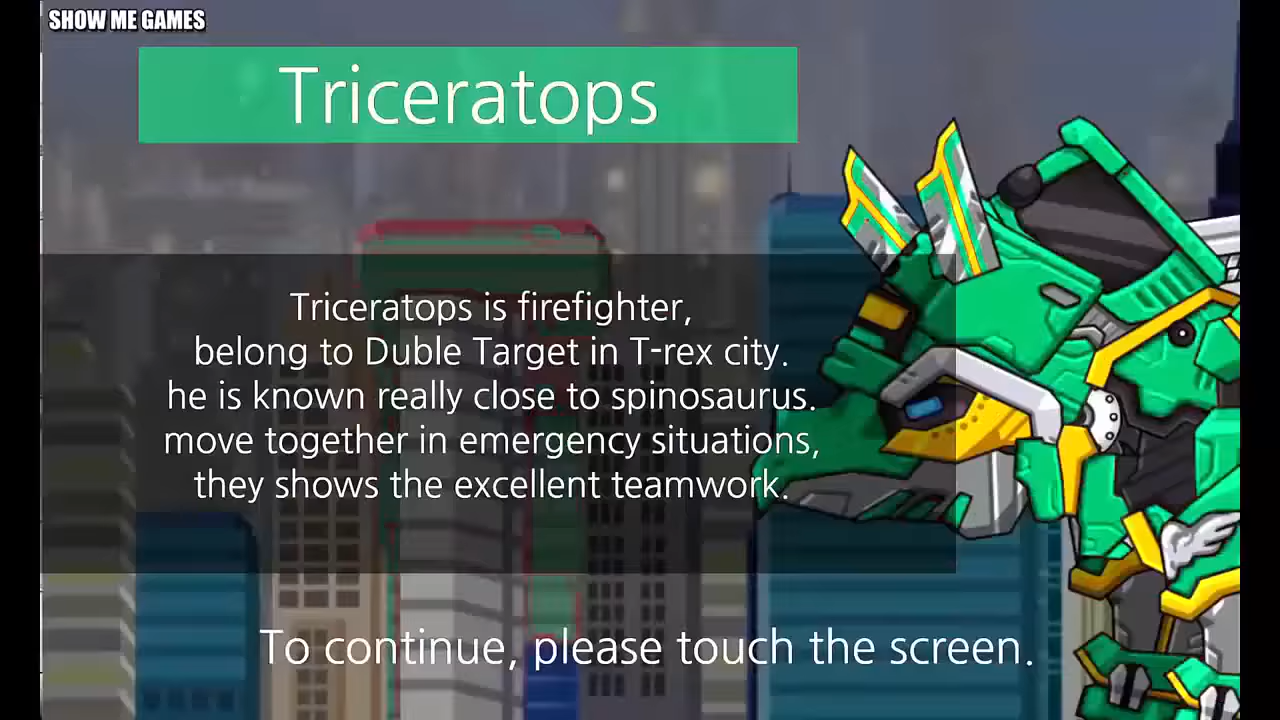 SHOW ME GAMES
Triceratops
Triceratops is firefighter,
belong to Duble Target in T-rex city.
he is known really close to spinosaurus.
move together in emergency situations,
they shows the excellent teamwork.
To continue, please touch the screen.